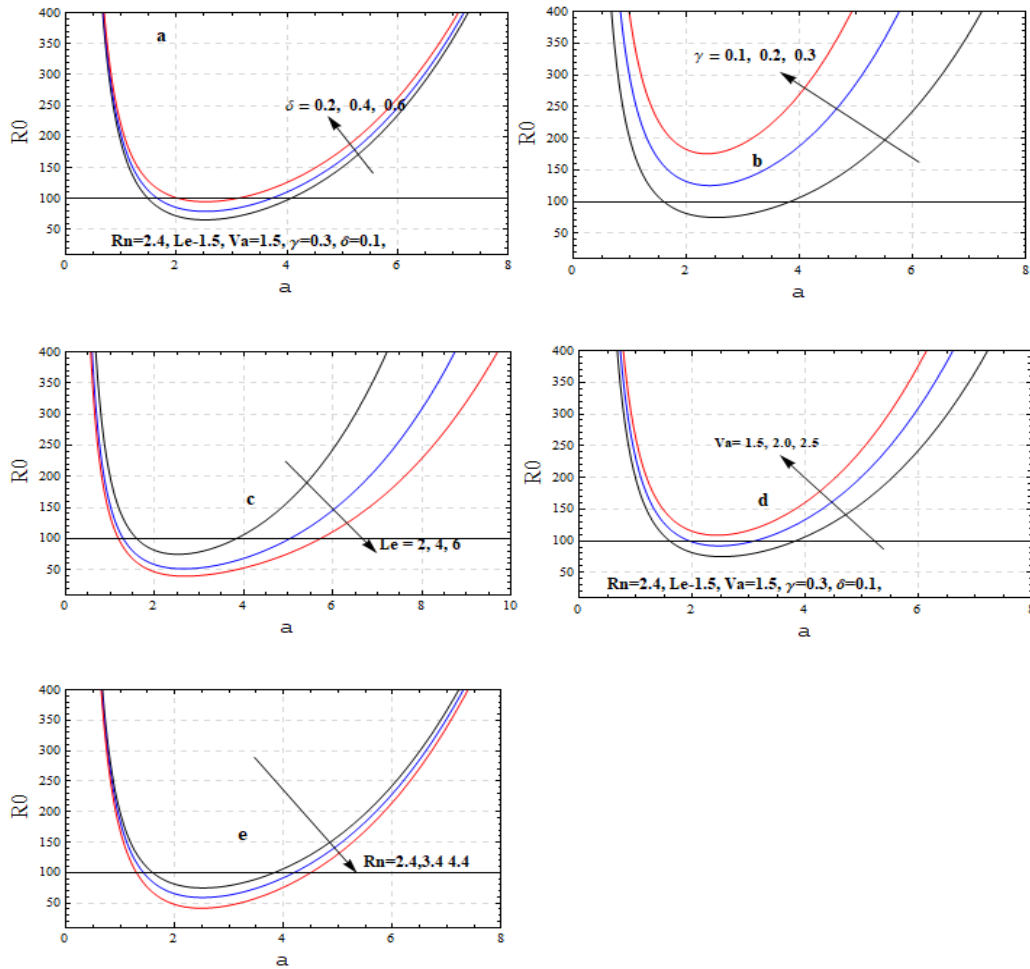 400
350
300
250
200
150
100
50
R0
a
δ = 0.2, 0.4, 0.6
Rn=2.4, Le-1.5, Va=1.5, γ=0.3, δ=0.1,
0 2 4 6 8
a
400
350
300
250
200
150
100
50
R0
γ = 0.1, 0.2, 0.3
b
0 2 4 6 8
a
400
350
300
250
200
150
100
50
R0
c
Le = 2, 4, 6
0 2 4 6 8 10
a
400
350
300
250
200
150
100
50
R0
Va= 1.5, 2.0, 2.5
d
Rn=2.4, Le-1.5, Va=1.5, γ=0.3, δ=0.1,
0 2 4 6 8
a
400
350
300
250
200
150
100
50
R0
e
Rn=2.4,3.4 4.4
0 2 4 6 8
a